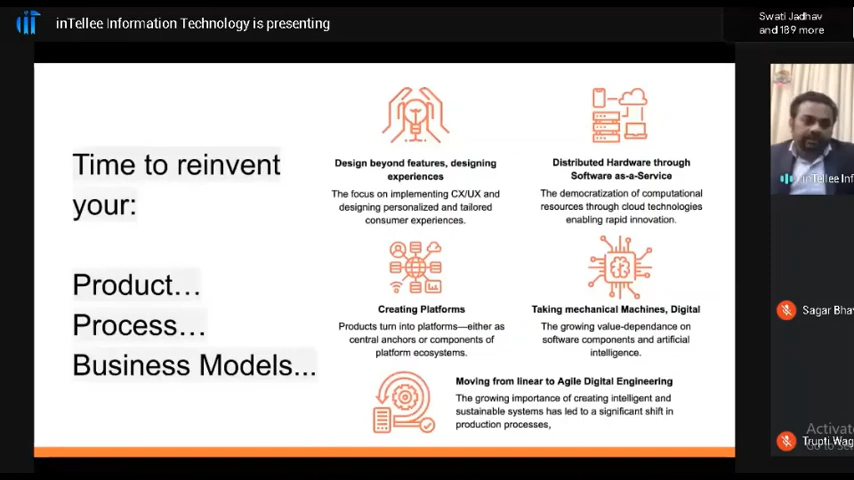 inTellee Information Technology is presenting
Swati Jadhav
and 189 more
Time to reinvent
your:
Product...
Process...
Business Models...
Design beyond features, designing
experiences
The focus on implementing CX/UX and
designing personalized and tailored
consumer experiences.
Distributed Hardware through
Software as-a-Service
The democratization of computational
resources through cloud technologies
enabling rapid innovation.
Creating Platforms
Products turn into platforms—either as
central anchors or components of
platform ecosystems.
Taking mechanical Machines, Digital
The growing value-dependance on
software components and artificial
intelligence.
Moving from linear to Agile Digital Engineering
The growing importance of creating intelligent and
sustainable systems has led to a significant shift in
production processes,
inTellee Inf
Sagar Bha
Activate
Trupti Wag